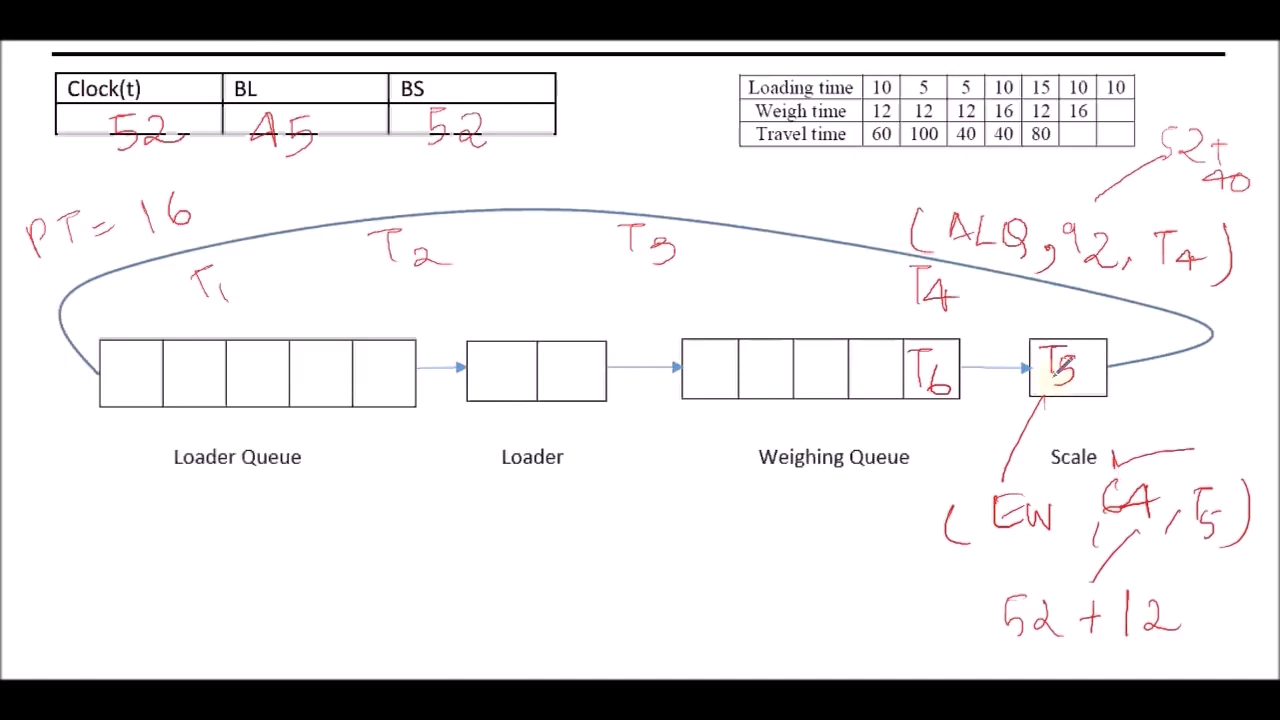 Clock(t) BL BS
52 45 52
Loading time 10 5 5 10 15 10 10
Weigh time 12 12 12 16 12 16
Travel time 60 100 40 40 80
52+
40
PT = 16
T1 T2 T3 T4
(ALQ, 92, T4)
T6 T5
Loader Queue Loader Weighing Queue Scale
(EW, 64, T5)
52 + 12